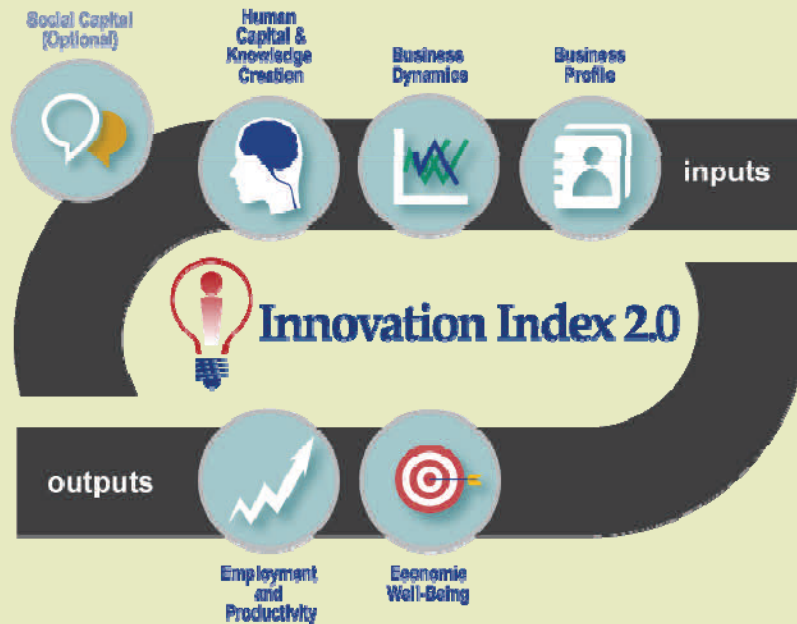 Social Capital
(Optional)
Human
Capital &
Knowledge
Creation
Business
Dynamics
Business
Profile
inputs
Innovation Index 2.0
outputs
Employment
and
Productivity
Economic
Well-Being